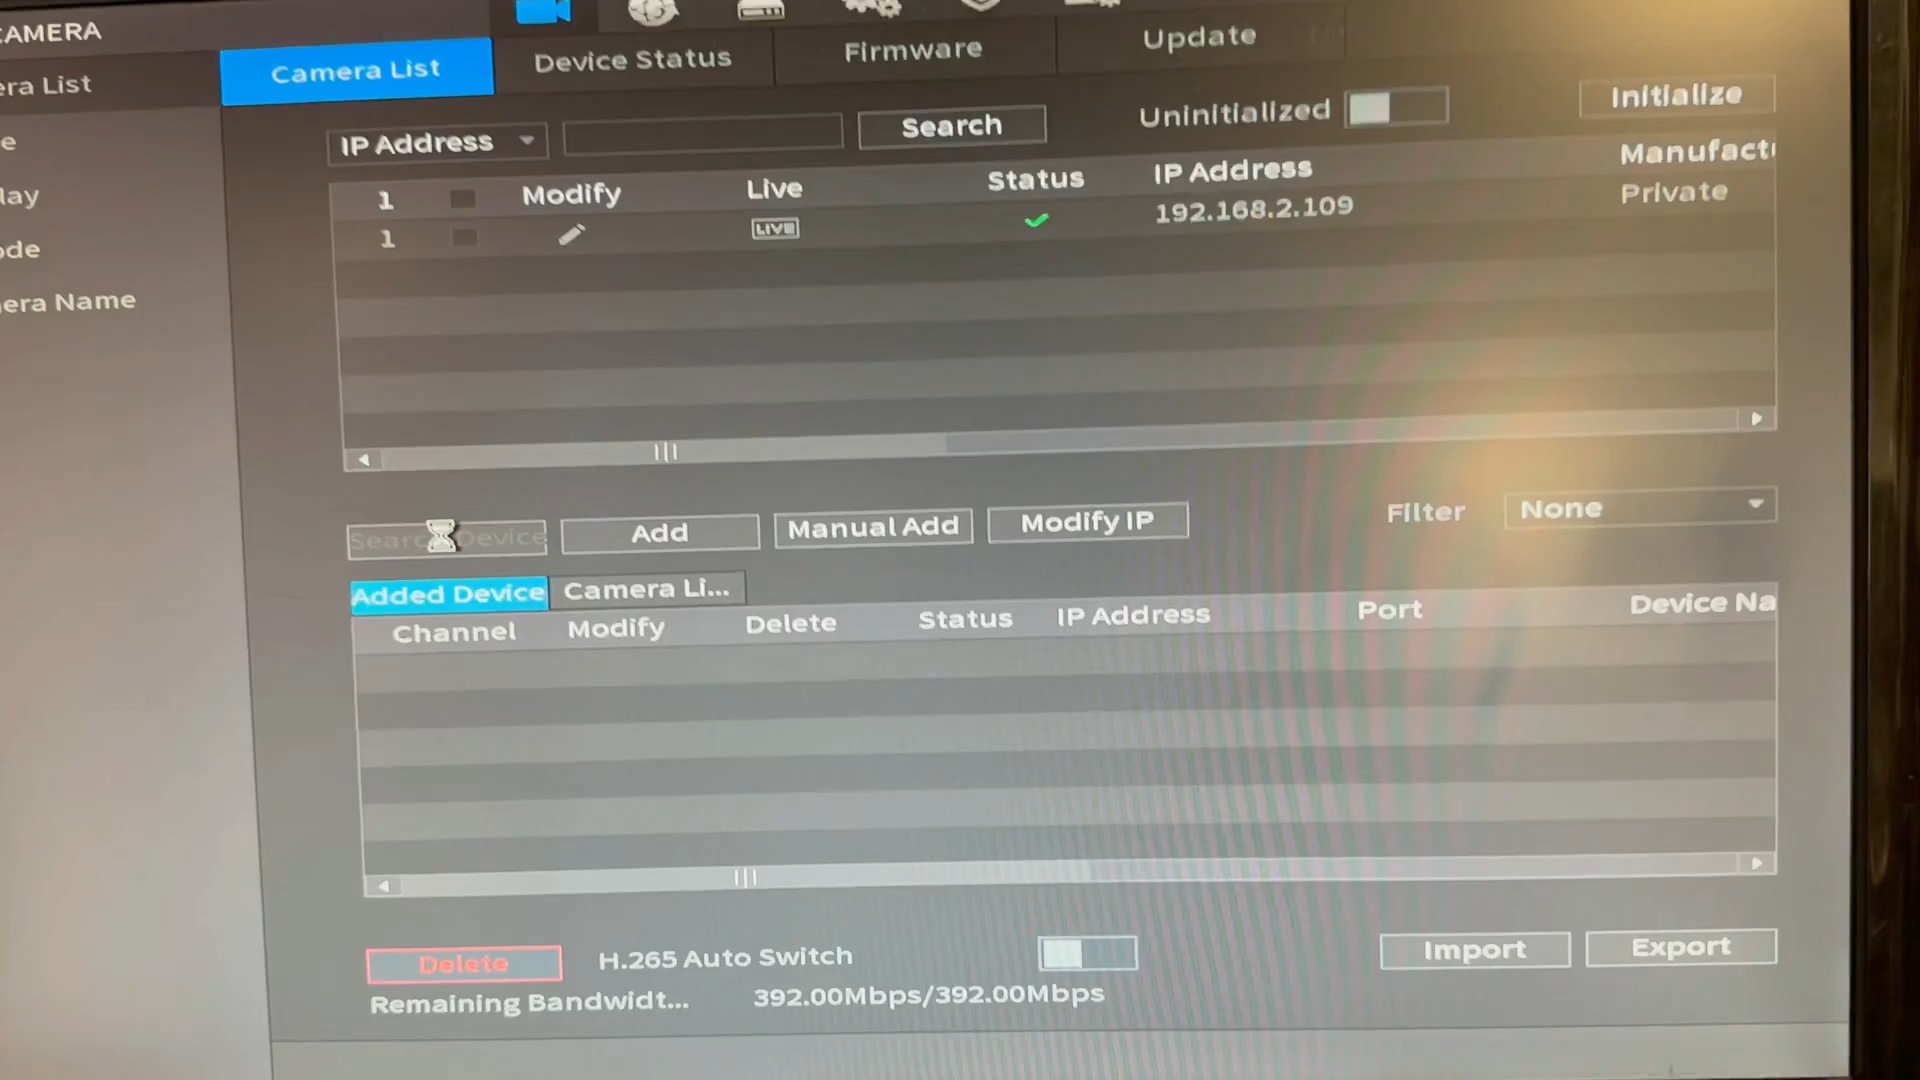 CAMERA
era List
e
lay
ode
era Name
Camera List
Device Status
Firmware
Update
IP Address
Search
Uninitialized
Initialize
1 Modify Live Status IP Address Manufact
1 LIVE 192.168.2.109 Private
Search Device
Add
Manual Add
Modify IP
Filter
None
Added Device
Camera Li...
Channel Modify Delete Status IP Address Port Device Na
Delete
H.265 Auto Switch
Import
Export
Remaining Bandwidt... 392.00Mbps/392.00Mbps